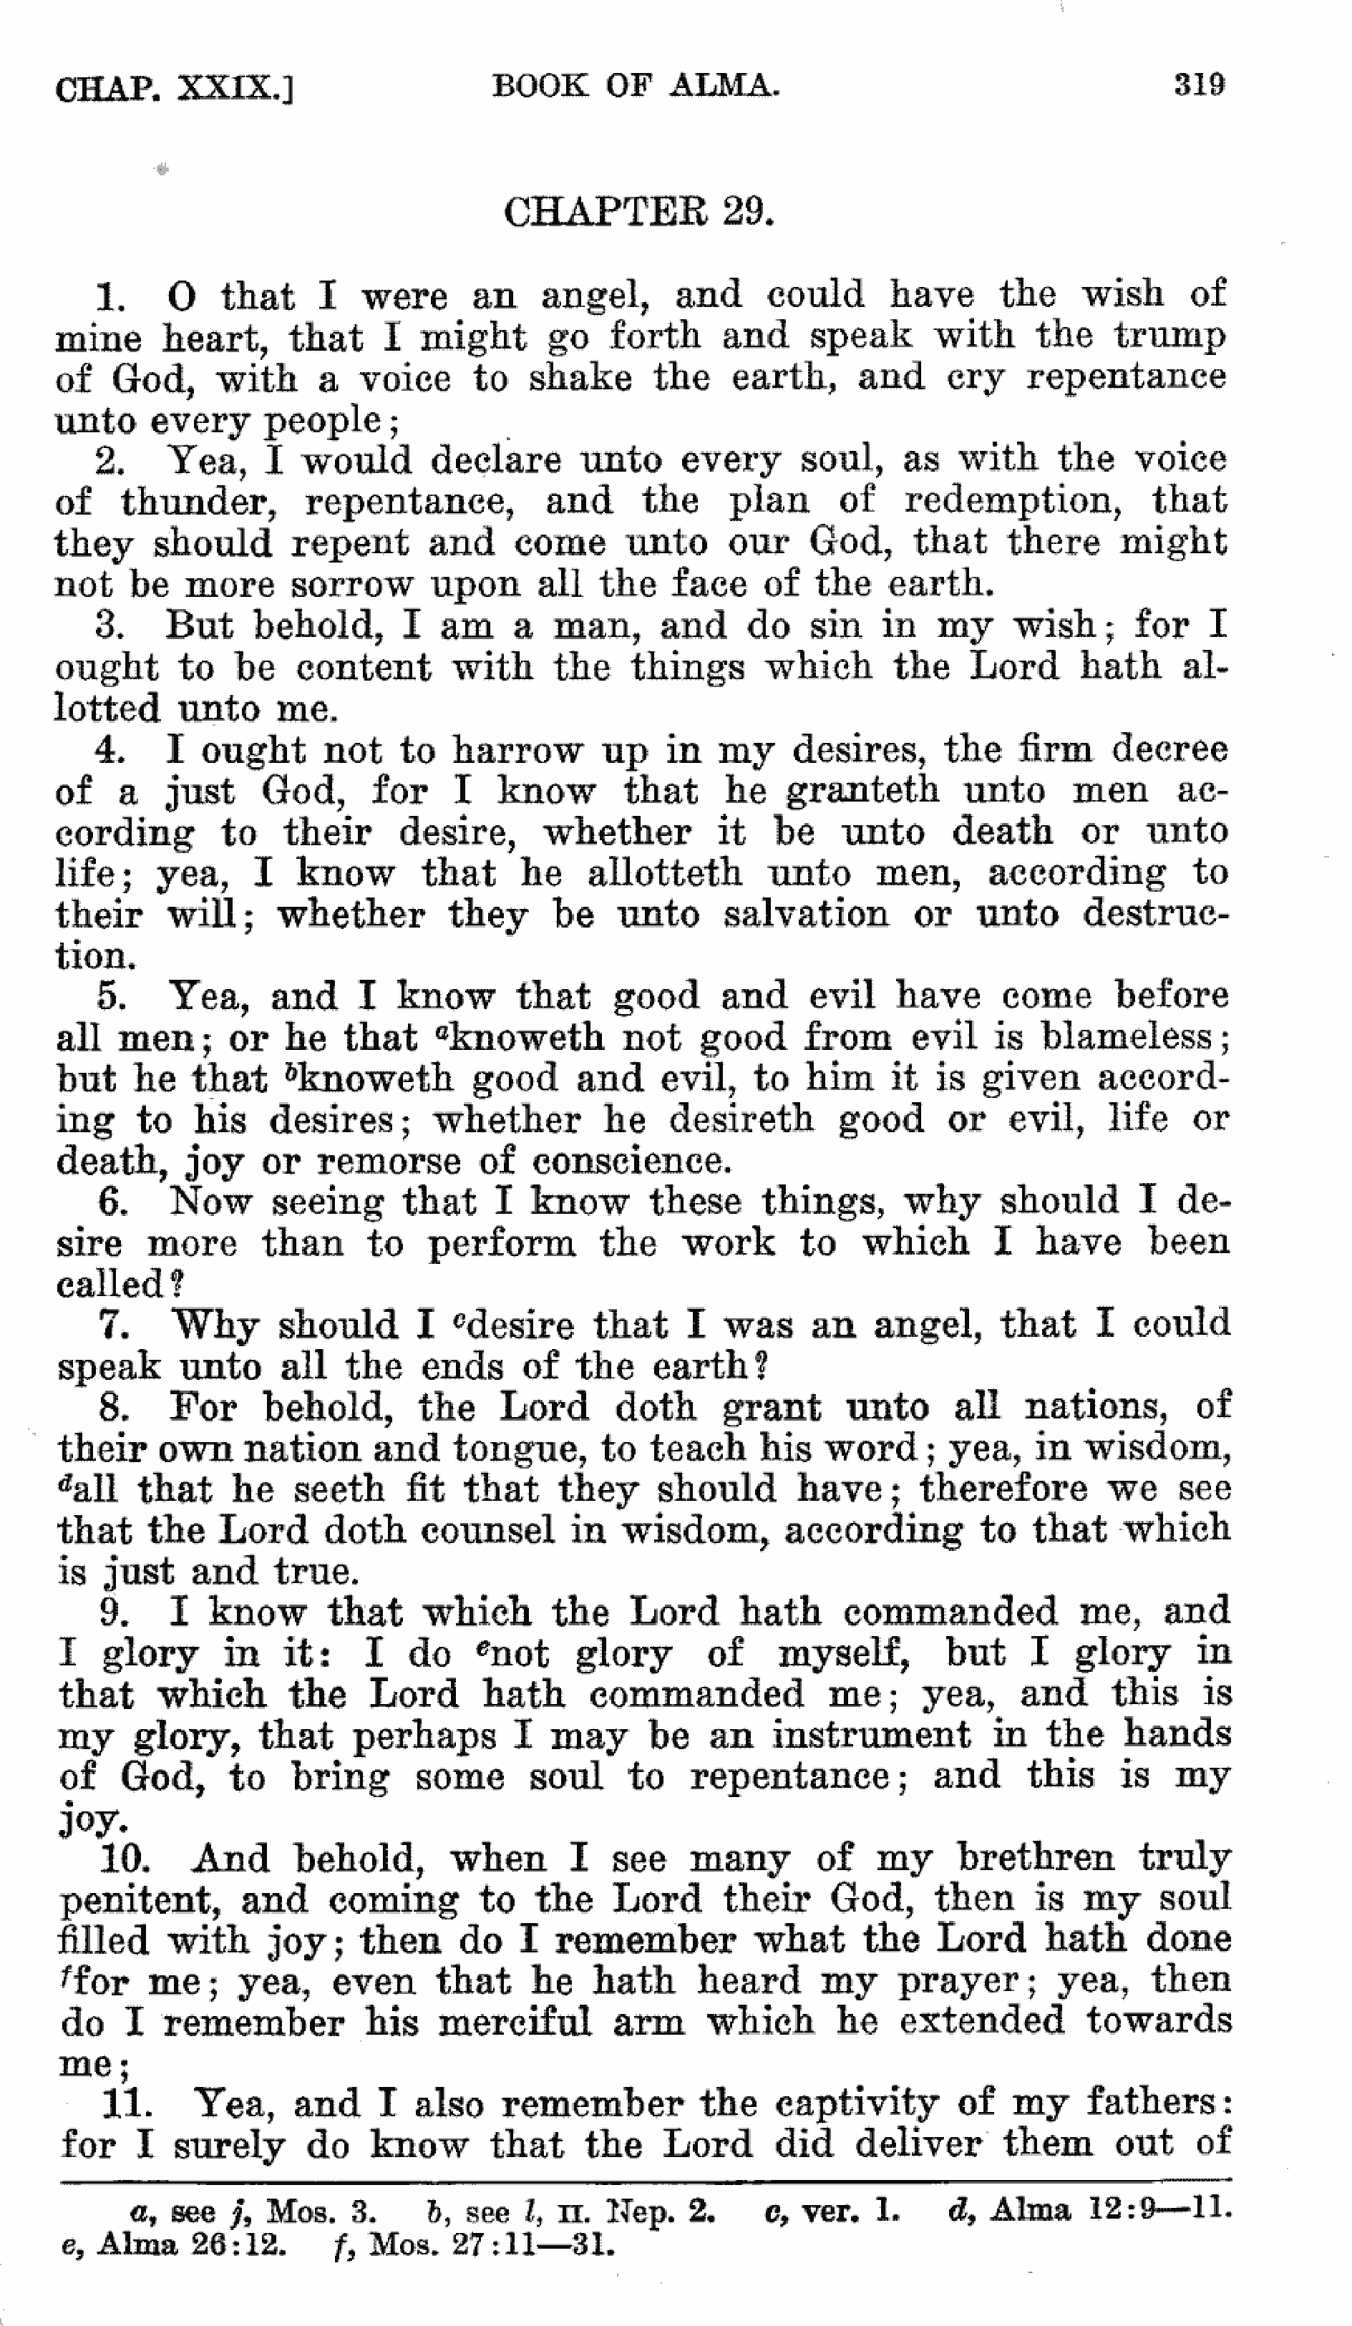 CHAP. XXIX.] BOOK OF ALMA. 319
CHAPTER 29.
1. O that I were an angel, and could have the wish of
mine heart, that I might go forth and speak with the trump
of God, with a voice to shake the earth, and cry repentance
unto every people;
2. Yea, I would declare unto every soul, as with the voice
of thunder, repentance, and the plan of redemption, that
they should repent and come unto our God, that there might
not be more sorrow upon all the face of the earth.
3. But behold, I am a man, and do sin in my wish; for I
ought to be content with the things which the Lord hath al-
lotted unto me.
4. I ought not to harrow up in my desires, the firm decree
of a just God, for I know that he granteth unto men ac-
cording to their desire, whether it be unto death or unto
life; yea, I know that he allotteth unto men, according to
their will; whether they be unto salvation or unto destruc-
tion.
5. Yea, and I know that good and evil have come before
all men; or he that aknoweth not good from evil is blameless;
but he that bknoweth good and evil, to him it is given accord-
ing to his desires; whether he desireth good or evil, life or
death, joy or remorse of conscience.
6. Now seeing that I know these things, why should I de-
sire more than to perform the work to which I have been
called?
7. Why should I cdesire that I was an angel, that I could
speak unto all the ends of the earth?
8. For behold, the Lord doth grant unto all nations, of
their own nation and tongue, to teach his word; yea, in wisdom,
dall that he seeth fit that they should have; therefore we see
that the Lord doth counsel in wisdom, according to that which
is just and true.
9. I know that which the Lord hath commanded me, and
I glory in it: I do enot glory of myself, but I glory in
that which the Lord hath commanded me; yea, and this is
my glory, that perhaps I may be an instrument in the hands
of God, to bring some soul to repentance; and this is my
joy.
10. And behold, when I see many of my brethren truly
penitent, and coming to the Lord their God, then is my soul
filled with joy; then do I remember what the Lord hath done
ffor me; yea, even that he hath heard my prayer; yea, then
do I remember his merciful arm which he extended towards
me;
11. Yea, and I also remember the captivity of my fathers:
for I surely do know that the Lord did deliver them out of
a, see j, Mos. 3. b, see l, II. Nep. 2. c, ver. 1. d, Alma 12:9—11.
e, Alma 26:12. f, Mos. 27:11—31.